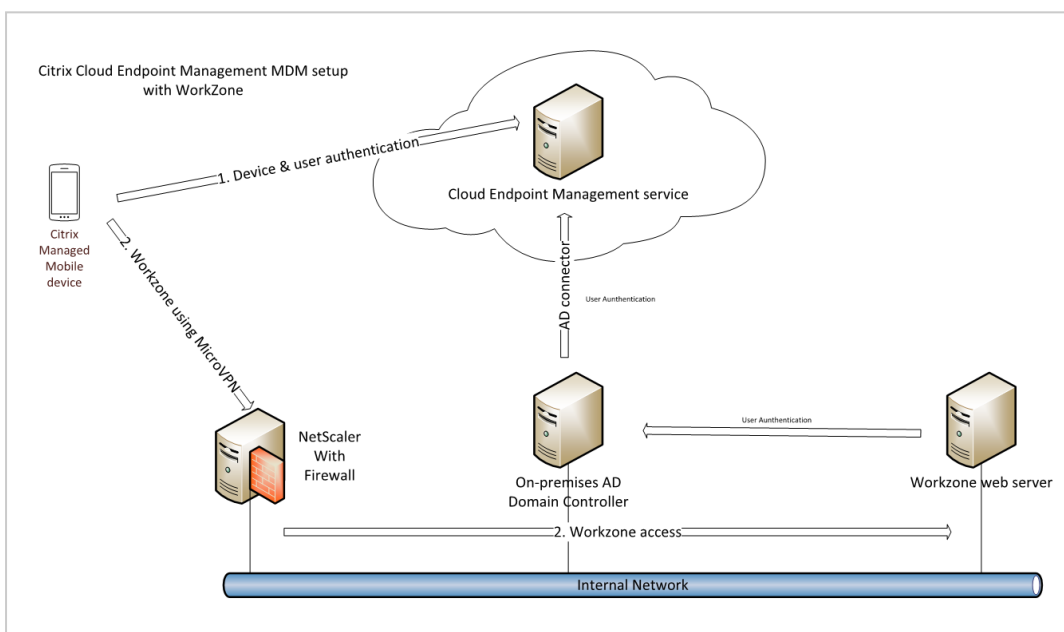 Citrix Cloud Endpoint Management MDM setup
with WorkZone
1. Device & user authentication
Cloud Endpoint Management service
Citrix
Managed
Mobile
device
2. Workzone using MicroVPN
AD connector
User Aunthentication
NetScaler
With
Firewall
On-premises AD
Domain Controller
User Aunthentication
Workzone web server
2. Workzone access
Internal Network